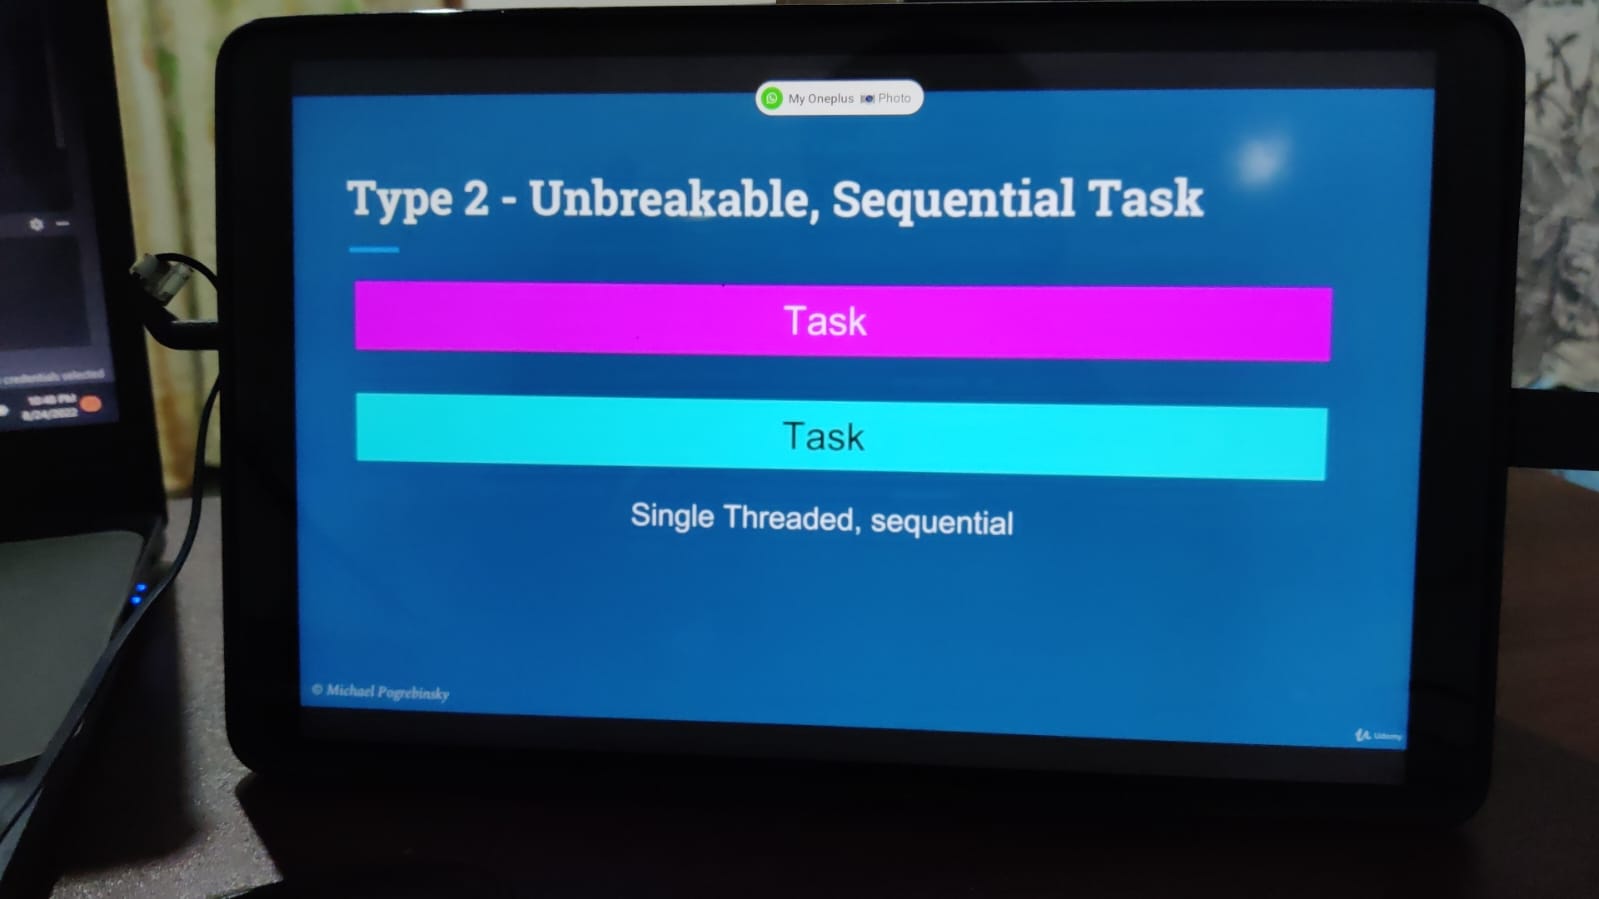 My Oneplus 📷 Photo
Type 2 - Unbreakable, Sequential Task
Task
Task
Single Threaded, sequential
© Michael Pogrebinsky
Udemy
credentials selected
10:48 PM
8/24/2022